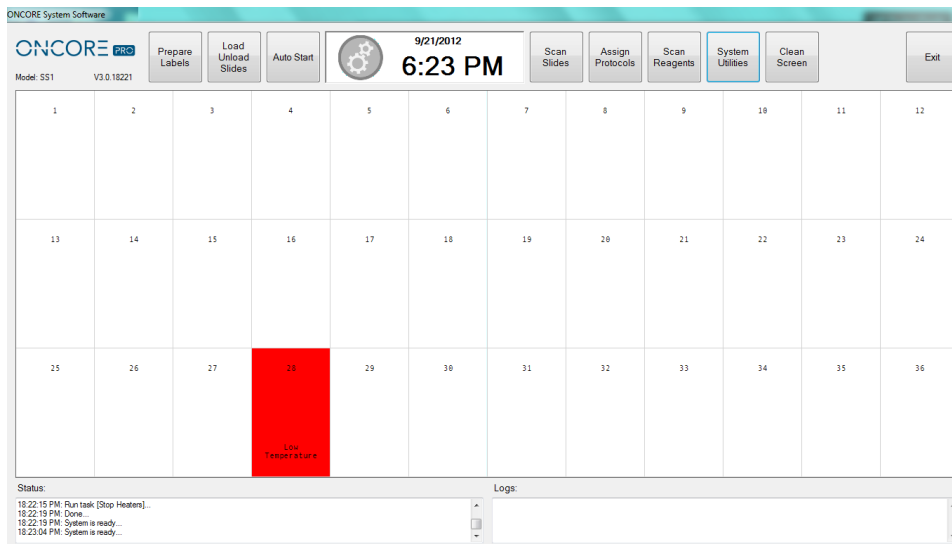 ONCORE System Software
ONCORE PRO
Model: SS1 V3.0.18221
Prepare
Labels
Load
Unload
Slides
Auto Start
9/21/2012
6:23 PM
Scan
Slides
Assign
Protocols
Scan
Reagents
System
Utilities
Clean
Screen
Exit
1 2 3 4 5 6 7 8 9 10 11 12
13 14 15 16 17 18 19 20 21 22 23 24
25 26 27 28 29 30 31 32 33 34 35 36
Low
Temperature
Status:
18:22:15 PM: Run task [Stop Heaters]...
18:22:19 PM: Done...
18:22:19 PM: System is ready...
18:23:04 PM: System is ready...
Logs: